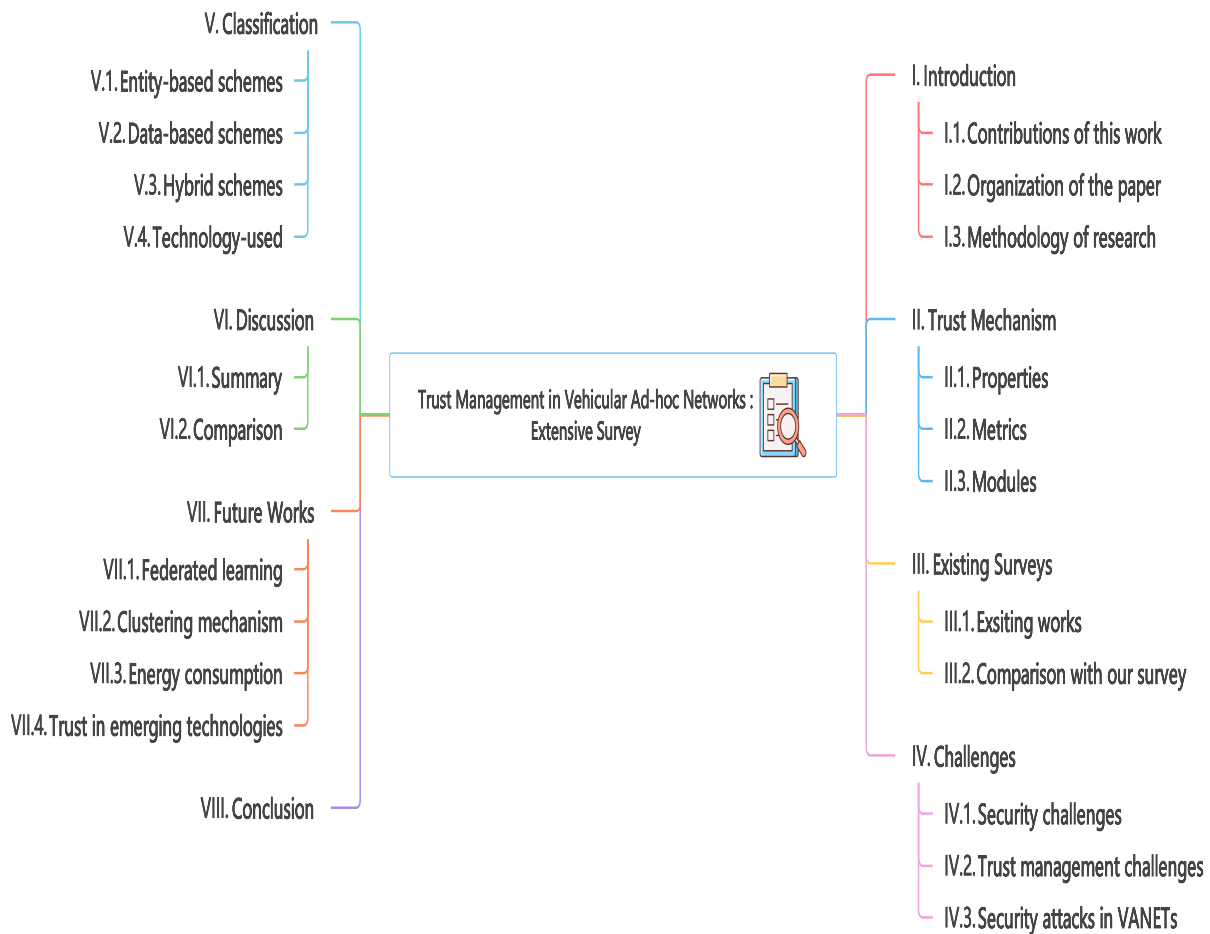 Trust Management in Vehicular Ad-hoc Networks :
Extensive Survey
I. Introduction
I.1. Contributions of this work
I.2. Organization of the paper
I.3. Methodology of research
II. Trust Mechanism
II.1. Properties
II.2. Metrics
II.3. Modules
III. Existing Surveys
III.1. Exsiting works
III.2. Comparison with our survey
IV. Challenges
IV.1. Security challenges
IV.2. Trust management challenges
IV.3. Security attacks in VANETs
V. Classification
V.1. Entity-based schemes
V.2. Data-based schemes
V.3. Hybrid schemes
V.4. Technology-used
VI. Discussion
VI.1. Summary
VI.2. Comparison
VII. Future Works
VII.1. Federated learning
VII.2. Clustering mechanism
VII.3. Energy consumption
VII.4. Trust in emerging technologies
VIII. Conclusion